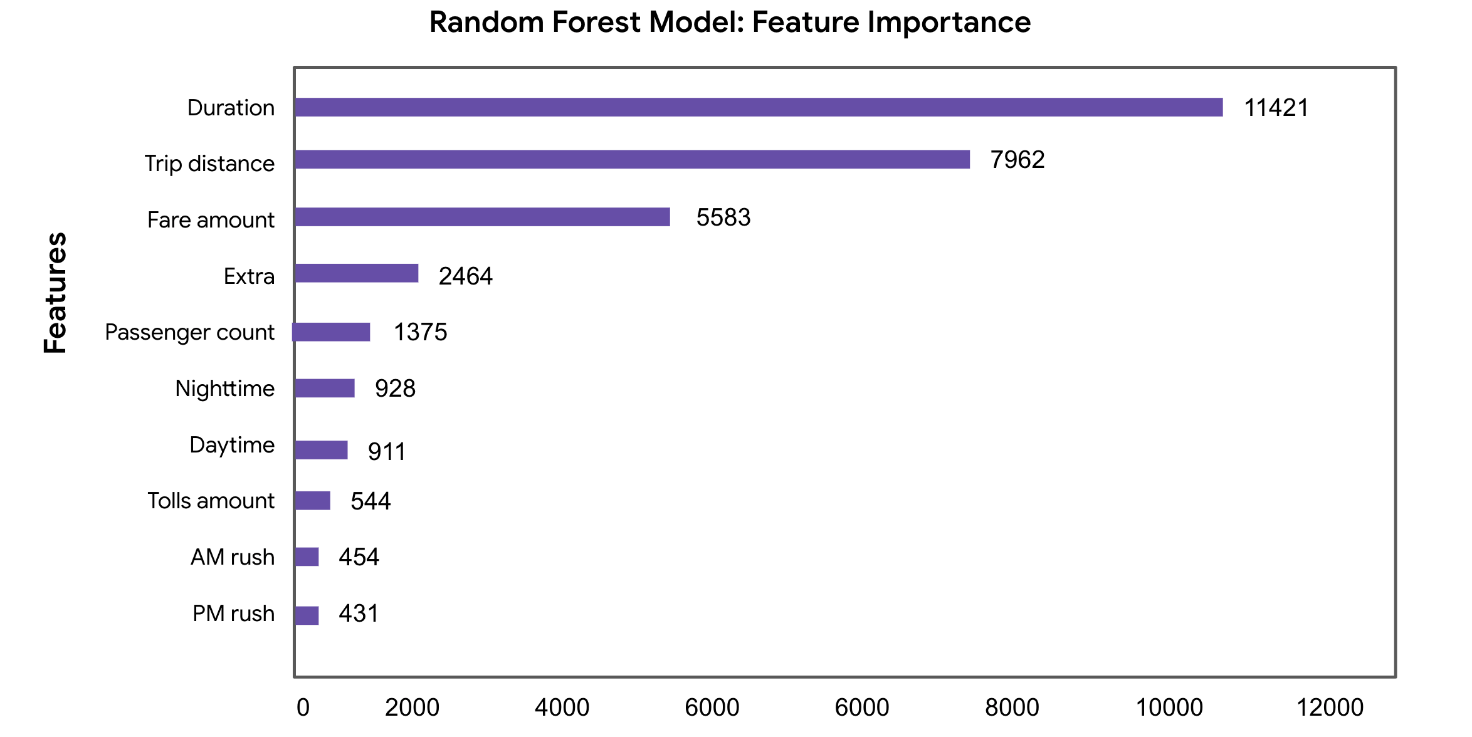 Random Forest Model: Feature Importance
Features
Duration 11421
Trip distance 7962
Fare amount 5583
Extra 2464
Passenger count 1375
Nighttime 928
Daytime 911
Tolls amount 544
AM rush 454
PM rush 431
0 2000 4000 6000 6000 8000 10000 12000